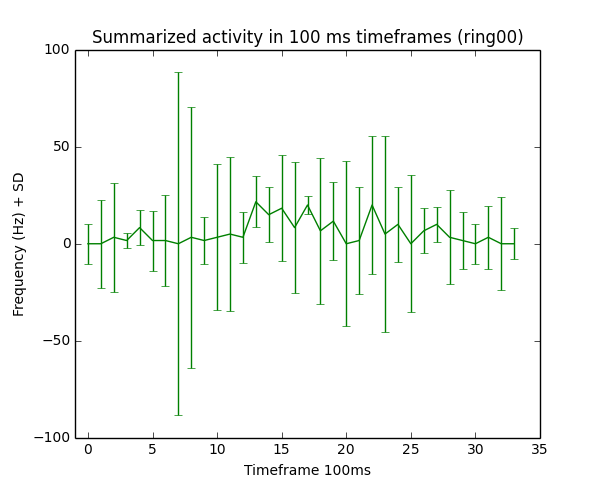 Summarized activity in 100 ms timeframes (ring00)
100
50
0
−50
−100
Frequency (Hz) + SD
0 5 10 15 20 25 30 35
Timeframe 100ms